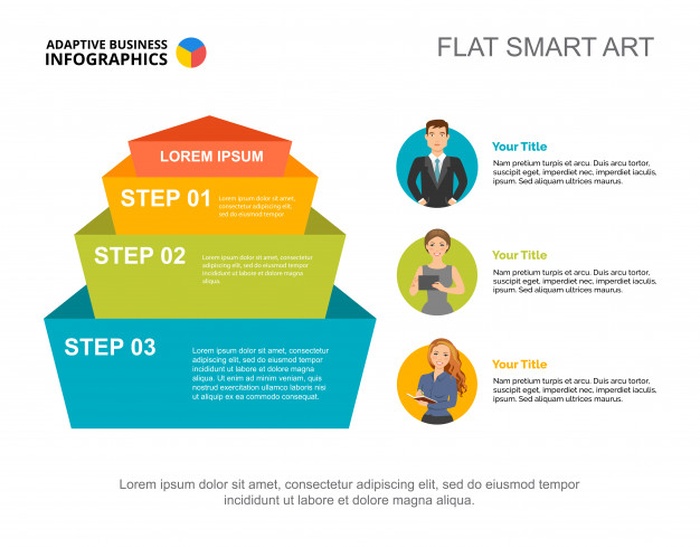 ADAPTIVE BUSINESS
INFOGRAPHICS
FLAT SMART ART
LOREM IPSUM
STEP 01
Lorem ipsum dolor sit amet,
consectetur adipiscing elit,
sed do eiusmod tempor
STEP 02
Lorem ipsum dolor sit amet, consectetur
adipiscing elit, sed do eiusmod tempor
incididunt ut labore et dolore magna
aliqua.
STEP 03
Lorem ipsum dolor sit amet,
consectetur adipiscing elit, sed
do eiusmod tempor incididunt
ut labore et dolore magna
aliqua. Ut enim ad minim
veniam, quis nostrud exercitation
ullamco laboris nisi ut aliquip.
Your Title
Nam pretium turpis et arcu. Duis arcu tortor,
suscipit eget, imperdiet nec, imperdiet iaculis,
ipsum. Sed aliquam ultrices mauris.
Your Title
Nam pretium turpis et arcu. Duis arcu tortor,
suscipit eget, imperdiet nec, imperdiet iaculis,
ipsum. Sed aliquam ultrices mauris.
Your Title
Nam pretium turpis et arcu. Duis arcu tortor,
suscipit eget, imperdiet nec, imperdiet iaculis,
ipsum. Sed aliquam ultrices mauris.
Lorem ipsum dolor sit amet, consectetur adipiscing elit, sed do eiusmod tempor
incididunt ut labore et dolore magna aliqua.